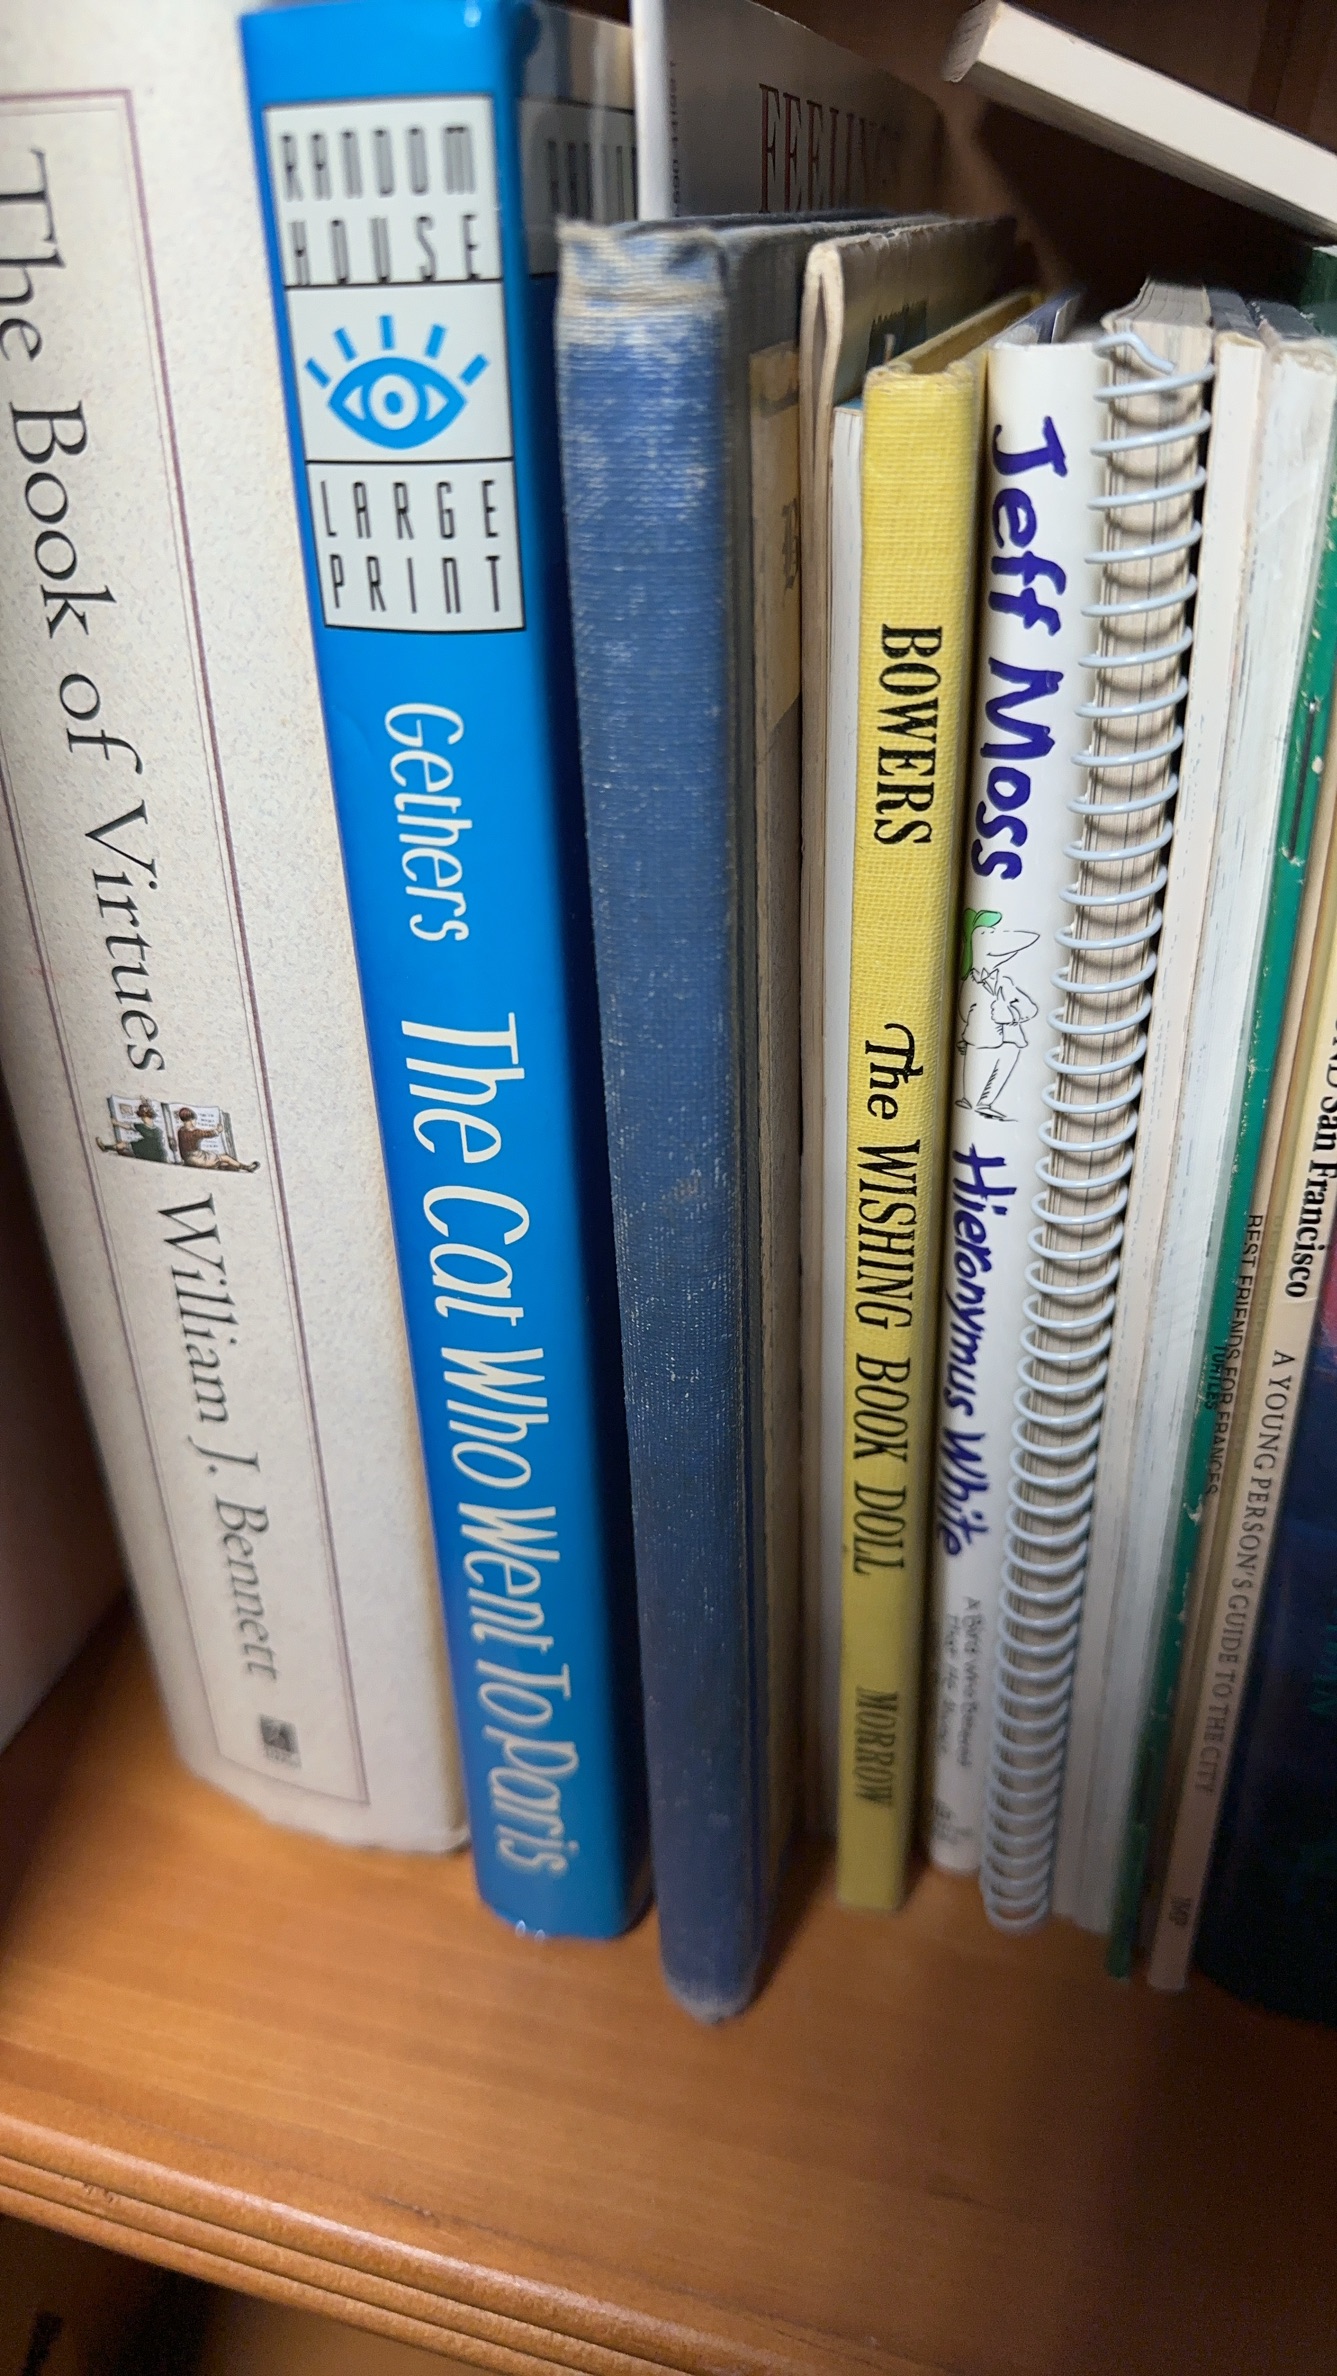 The Book of Virtues
William J. Bennett
RANDOM
HOUSE
LARGE
PRINT
Gethers
The Cat Who Went To Paris
FEELINGS
BOWERS
The WISHING BOOK DOLL
MORROW
Jeff Moss
Hieronymus White
BEST FRIENDS FOR FRANCES
TURTLES
San Francisco
A YOUNG PERSON'S GUIDE TO THE CITY